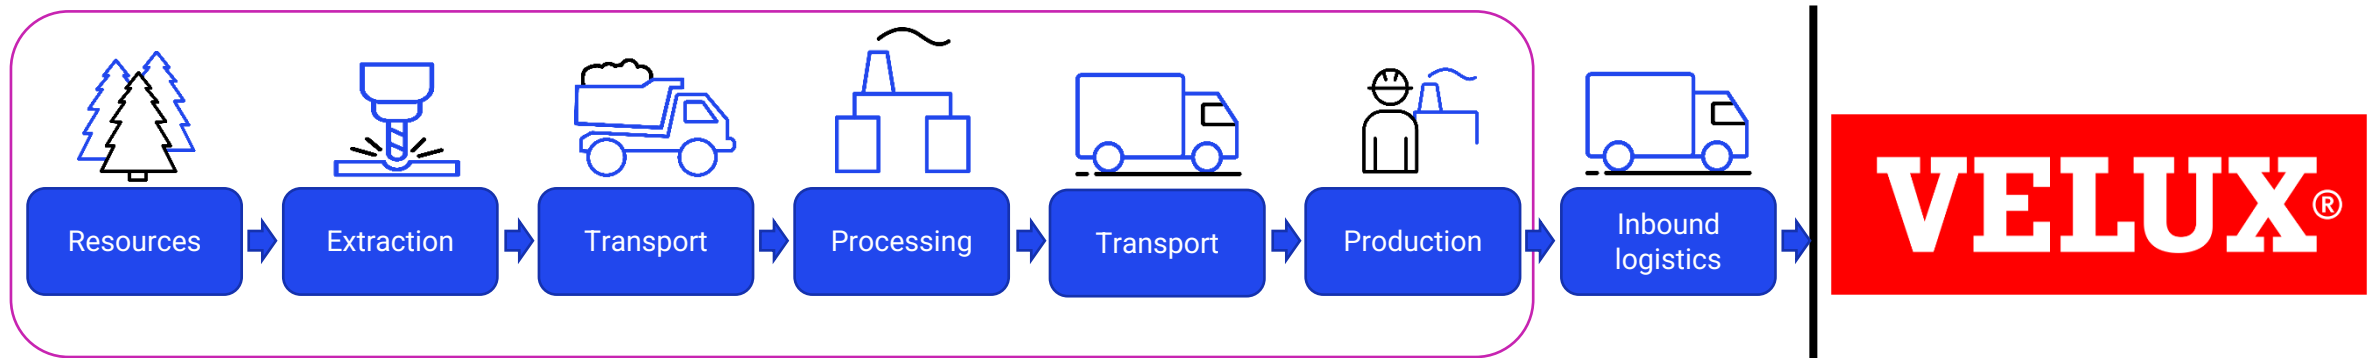 Resources
Extraction
Transport
Processing
Transport
Production
Inbound
logistics
VELUX®